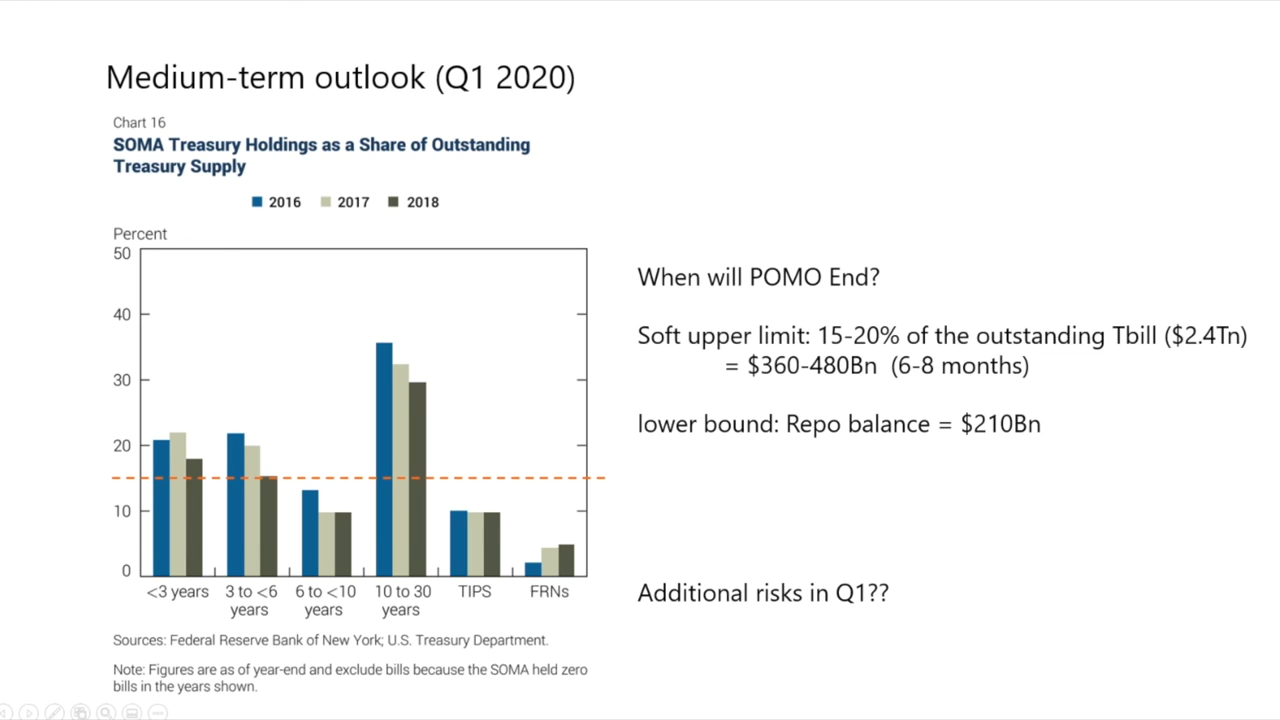 Medium-term outlook (Q1 2020)
Chart 16
SOMA Treasury Holdings as a Share of Outstanding
Treasury Supply
2016 2017 2018
Percent
50
40
30
20
10
0
<3 years 3 to <6 6 to <10 10 to 30 TIPS FRNs
years years years
Sources: Federal Reserve Bank of New York; U.S. Treasury Department.
Note: Figures are as of year-end and exclude bills because the SOMA held zero
bills in the years shown.
When will POMO End?
Soft upper limit: 15-20% of the outstanding Tbill ($2.4Tn)
= $360-480Bn (6-8 months)
lower bound: Repo balance = $210Bn
Additional risks in Q1??